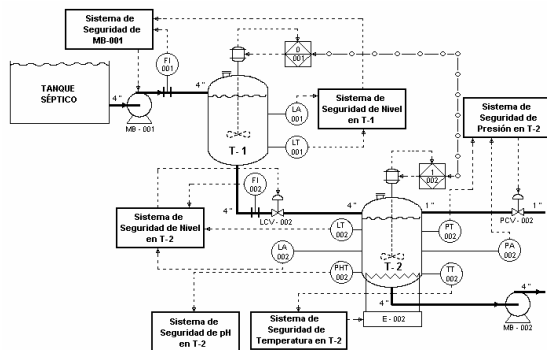 Sistema de
Seguridad de
MB-001
FI
001
TANQUE
SÉPTICO
4"
MB - 001
4"
0
001
T- 1
LA
001
LT
001
Sistema de
Seguridad de Nivel
en T-1
Sistema de
Seguridad de
Presión en T-2
1
002
FI
002
4"
LCV - 002
4"
1"
PCV - 002
1"
Sistema de
Seguridad de Nivel
en T-2
LT
002
LA
002
PHT
002
T- 2
PT
002
PA
002
TT
002
E - 002
4"
4"
MB - 002
Sistema de
Seguridad de pH
en T-2
Sistema de
Seguridad de
Temperatura en T-2